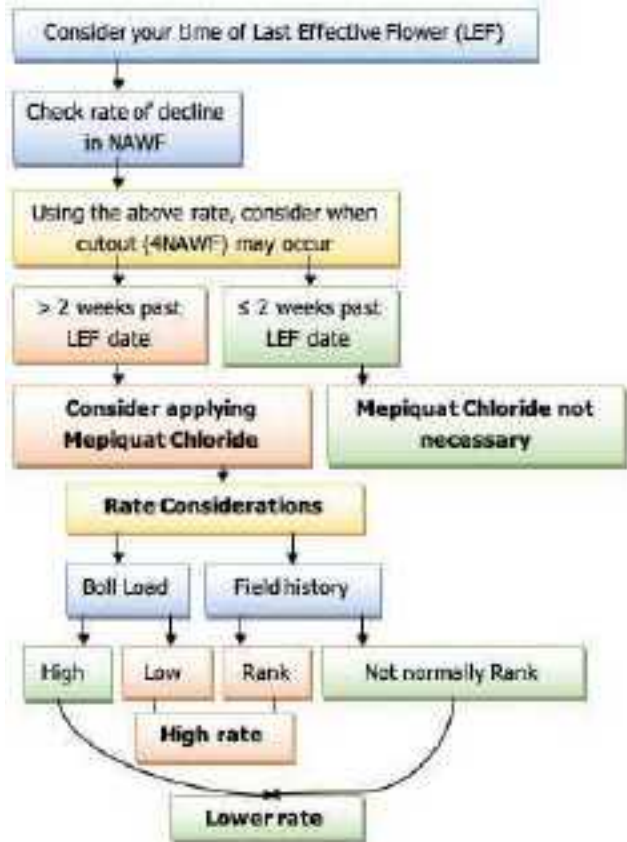 Consider your time of Last Effective Flower (LEF)
Check rate of decline
in NAWF
Using the above rate, consider when
cutout (4NAWF) may occur
> 2 weeks past
LEF date
≤ 2 weeks past
LEF date
Consider applying
Mepiquat Chloride
Mepiquat Chloride not
necessary
Rate Considerations
Boll Load
Field history
High
Low
Rank
Not normally Rank
High rate
Lower rate